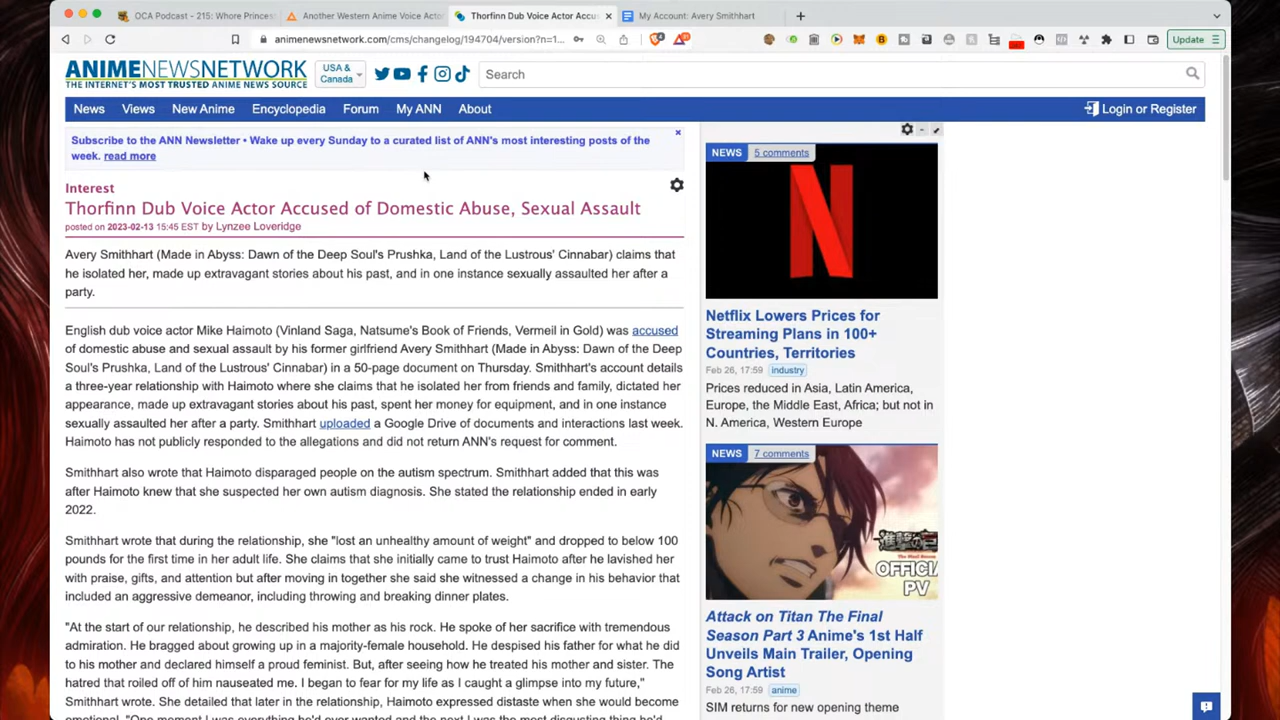 OCA Podcast - 215: Whore Princes
Another Western Anime Voice Acto
Thorfinn Dub Voice Actor Accus
My Account: Avery Smithhart
animenewsnetwork.com/cms/changelog/194704/version?n=1...
Update
ANIMENEWSNETWORK
THE INTERNET'S MOST TRUSTED ANIME NEWS SOURCE
USA &
Canada
Search
News
Views
New Anime
Encyclopedia
Forum
My ANN
About
Login or Register
Subscribe to the ANN Newsletter • Wake up every Sunday to a curated list of ANN's most interesting posts of the
week. read more
Interest
Thorfinn Dub Voice Actor Accused of Domestic Abuse, Sexual Assault
posted on 2023-02-13 15:45 EST by Lynzee Loveridge
Avery Smithhart (Made in Abyss: Dawn of the Deep Soul's Prushka, Land of the Lustrous' Cinnabar) claims that
he isolated her, made up extravagant stories about his past, and in one instance sexually assaulted her after a
party.
English dub voice actor Mike Haimoto (Vinland Saga, Natsume's Book of Friends, Vermeil in Gold) was accused
of domestic abuse and sexual assault by his former girlfriend Avery Smithhart (Made in Abyss: Dawn of the Deep
Soul's Prushka, Land of the Lustrous' Cinnabar) in a 50-page document on Thursday. Smithhart's account details
a three-year relationship with Haimoto where she claims that he isolated her from friends and family, dictated her
appearance, made up extravagant stories about his past, spent her money for equipment, and in one instance
sexually assaulted her after a party. Smithhart uploaded a Google Drive of documents and interactions last week.
Haimoto has not publicly responded to the allegations and did not return ANN's request for comment.
Smithhart also wrote that Haimoto disparaged people on the autism spectrum. Smithhart added that this was
after Haimoto knew that she suspected her own autism diagnosis. She stated the relationship ended in early
2022.
Smithhart wrote that during the relationship, she "lost an unhealthy amount of weight" and dropped to below 100
pounds for the first time in her adult life. She claims that she initially came to trust Haimoto after he lavished her
with praise, gifts, and attention but after moving in together she said she witnessed a change in his behavior that
included an aggressive demeanor, including throwing and breaking dinner plates.
"At the start of our relationship, he described his mother as his rock. He spoke of her sacrifice with tremendous
admiration. He bragged about growing up in a majority-female household. He despised his father for what he did
to his mother and declared himself a proud feminist. But, after seeing how he treated his mother and sister. The
hatred that roiled off of him nauseated me. I began to fear for my life as I caught a glimpse into my future,"
Smithhart wrote. She detailed that later in the relationship, Haimoto expressed distaste when she would become
emotional. "One moment I was everything he'd ever wanted and the next I was the most disgusting thing he'd
NEWS
5 comments
N
Netflix Lowers Prices for
Streaming Plans in 100+
Countries, Territories
Feb 26, 17:59 industry
Prices reduced in Asia, Latin America,
Europe, the Middle East, Africa; but not in
N. America, Western Europe
NEWS
7 comments
OFFICIA
PV
Attack on Titan The Final
Season Part 3 Anime's 1st Half
Unveils Main Trailer, Opening
Song Artist
Feb 26, 17:59 anime
SIM returns for new opening theme